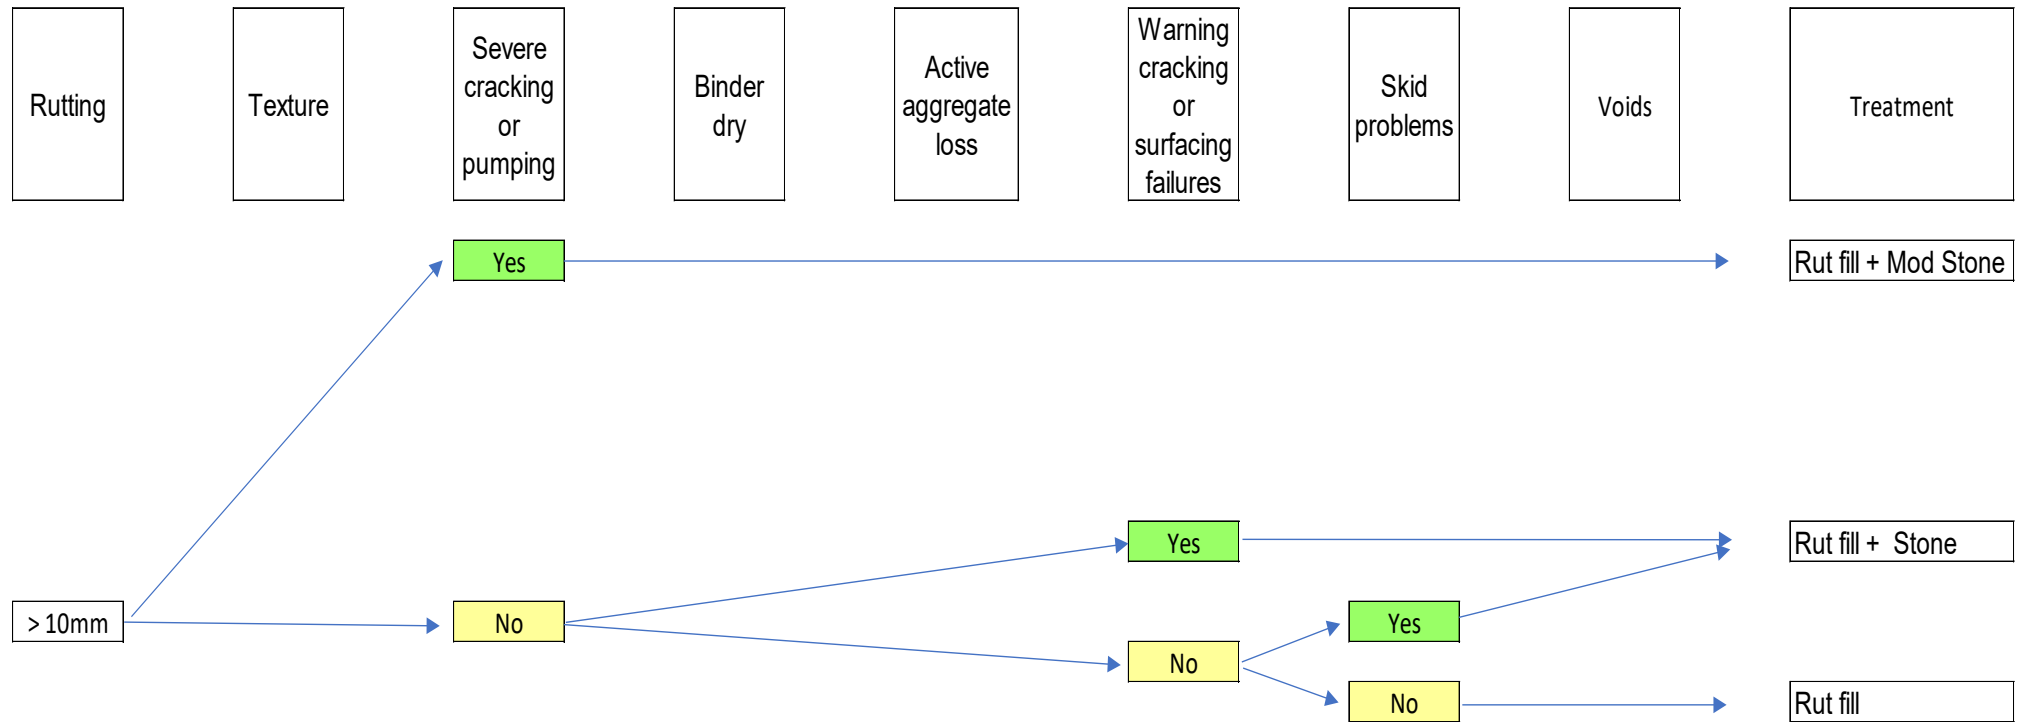 Rutting
Texture
Severe
cracking
or
pumping
Binder
dry
Active
aggregate
loss
Warning
cracking
or
surfacing
failures
Skid
problems
Voids
Treatment
Yes
Rut fill + Mod Stone
Yes
Rut fill + Stone
> 10mm
No
Yes
No
No
Rut fill